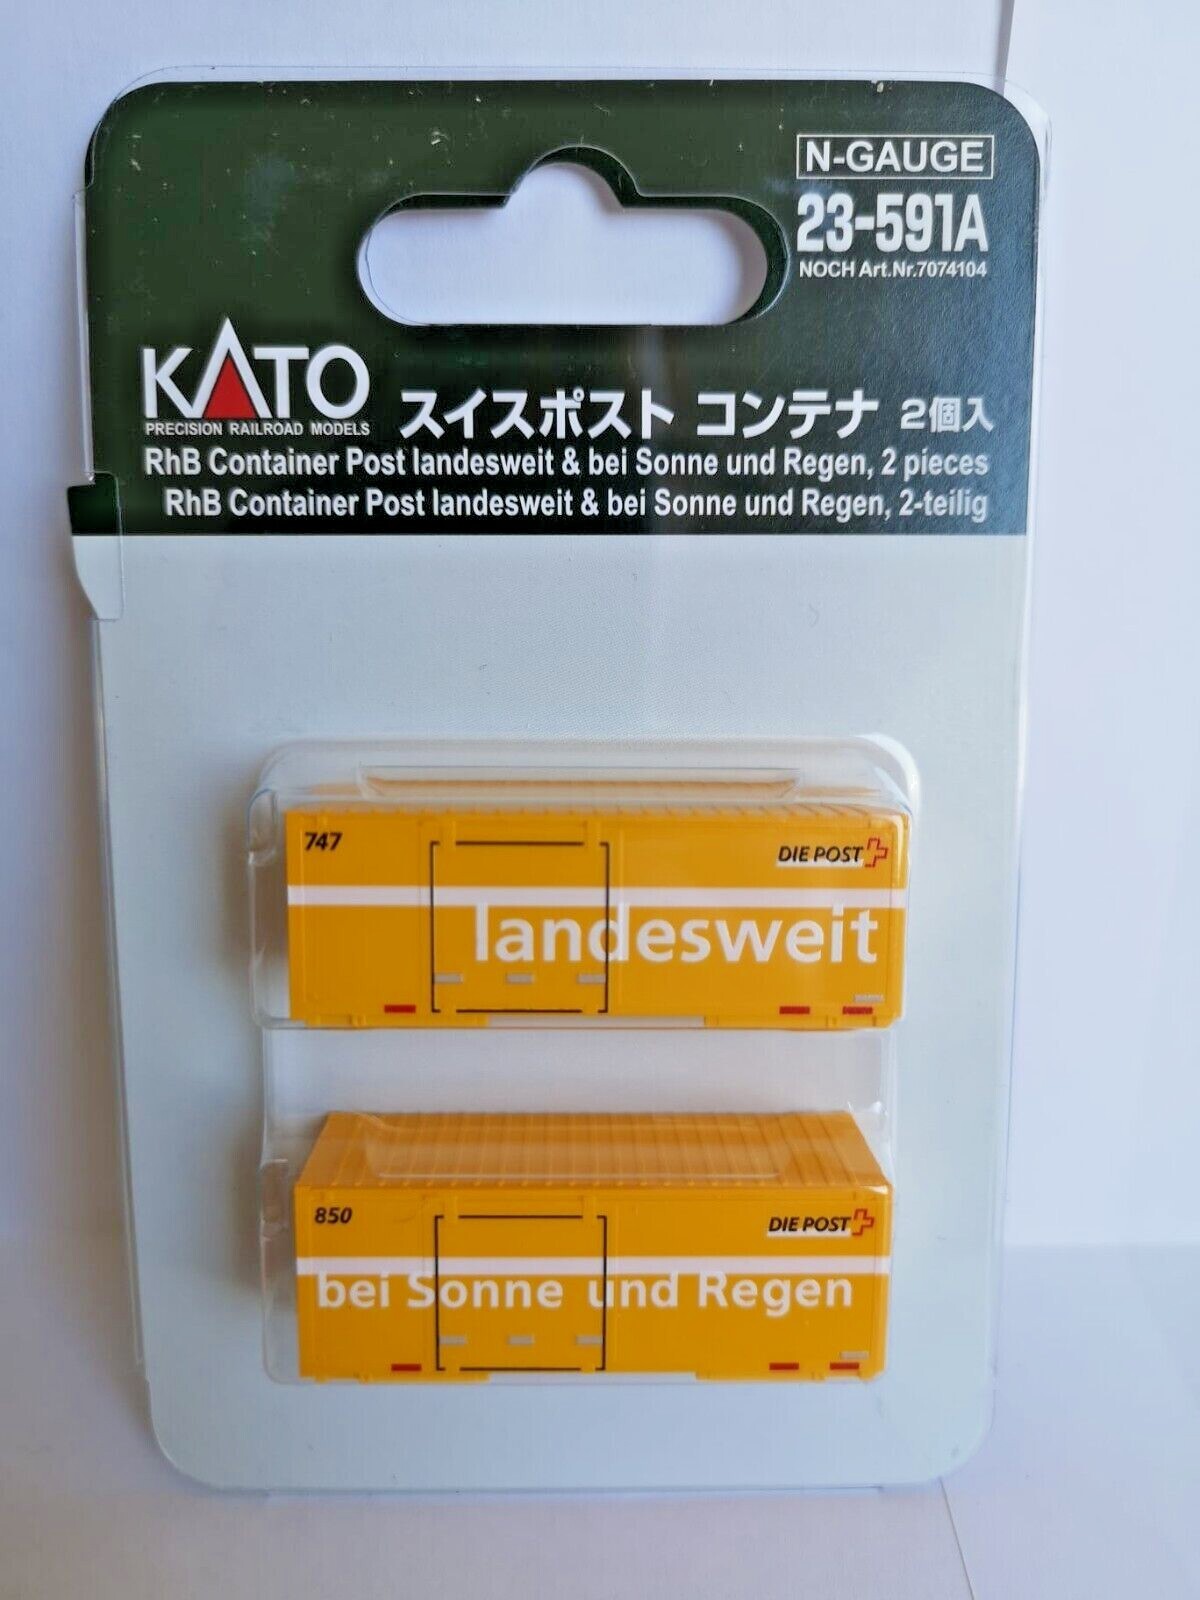 N-GAUGE
23-591A
NOCH Art.Nr.7074104
KATO
PRECISION RAILROAD MODELS
スイスポスト コンテナ 2個入
RhB Container Post landesweit & bei Sonne und Regen, 2 pieces
RhB Container Post landesweit & bei Sonne und Regen, 2-teilig
747
DIE POST
landesweit
850
DIE POST
bei Sonne und Regen